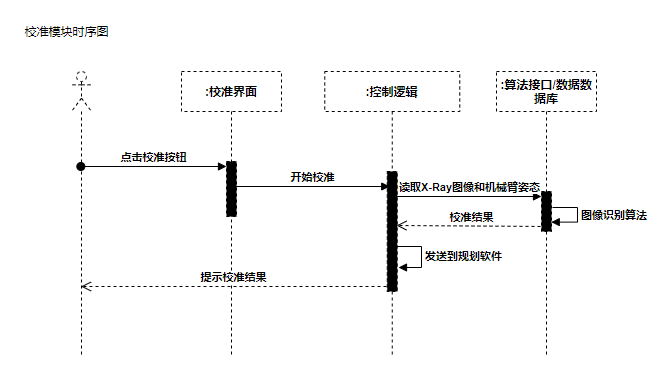 校准模块时序图
:校准界面
:控制逻辑
:算法接口/数据数
据库
点击校准按钮
开始校准
读取X-Ray图像和机械臂姿态
校准结果
图像识别算法
发送到规划软件
提示校准结果